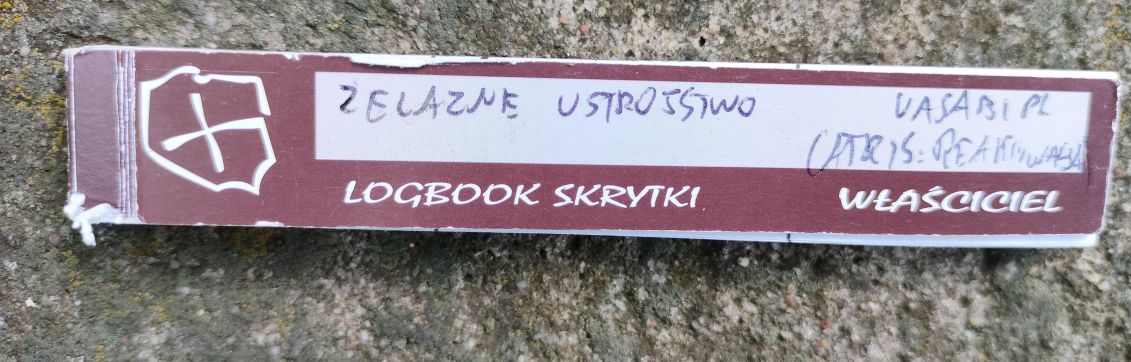 ŻELAZNE USTROJSTWO
VASABI PL
LOGBOOK SKRYTKI
WŁAŚCICIEL